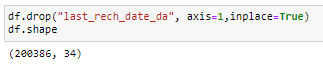 df.drop("last_rech_date_da", axis=1,inplace=True)
df.shape
(200386, 34)